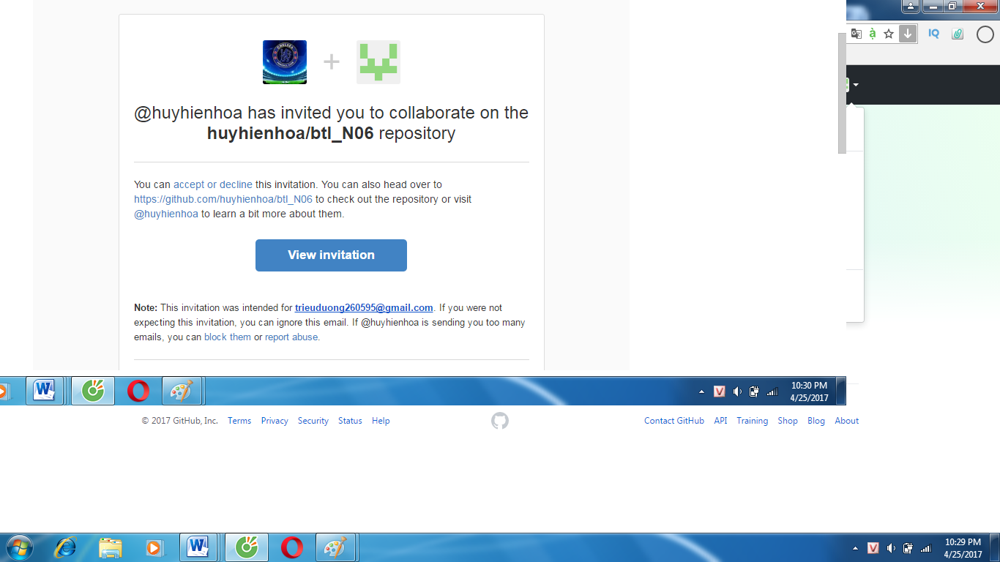 CHELSEA
@huyhienhoa has invited you to collaborate on the
huyhienhoa/btl_N06 repository
You can accept or decline this invitation. You can also head over to
https://github.com/huyhienhoa/btl_N06 to check out the repository or visit
@huyhienhoa to learn a bit more about them.
View invitation
Note: This invitation was intended for trieuduong260595@gmail.com. If you were not
expecting this invitation, you can ignore this email. If @huyhienhoa is sending you too many
emails, you can block them or report abuse.
ạ̀ IQ
W V 10:30 PM
4/25/2017
© 2017 GitHub, Inc. Terms Privacy Security Status Help Contact GitHub API Training Shop Blog About
W V 10:29 PM
4/25/2017